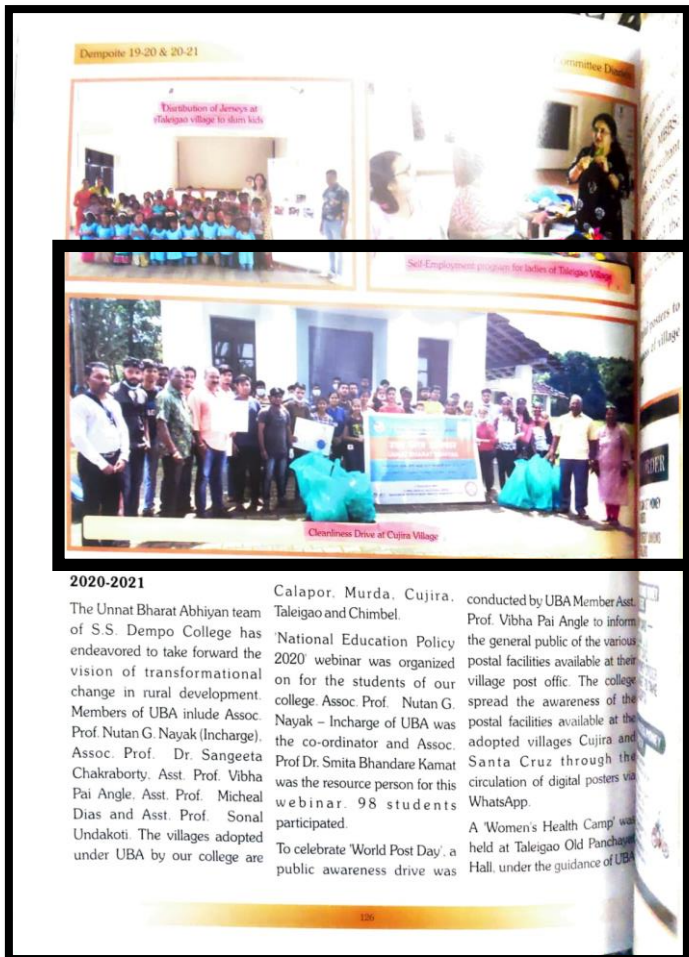 Dempoite 19-20 & 20-21
Committee Diaries
Distribution of Jerseys at
Taleigao village to slum kids
Self-Employment program for ladies of Taleigao Village
Cleanliness Drive at Cujira Village
2020-2021
The Unnat Bharat Abhiyan team
of S.S. Dempo College has
endeavored to take forward the
vision of transformational
change in rural development.
Members of UBA inlude Assoc.
Prof. Nutan G. Nayak (Incharge),
Assoc. Prof. Dr. Sangeeta
Chakraborty, Asst. Prof. Vibha
Pai Angle, Asst. Prof. Micheal
Dias and Asst. Prof. Sonal
Undakoti. The villages adopted
under UBA by our college are
Calapor, Murda, Cujira,
Taleigao and Chimbel.
'National Education Policy
2020' webinar was organized
on for the students of our
college. Assoc. Prof. Nutan G.
Nayak – Incharge of UBA was
the co-ordinator and Assoc.
Prof Dr. Smita Bhandare Kamat
was the resource person for this
webinar. 98 students
participated.
To celebrate 'World Post Day', a
public awareness drive was
conducted by UBA Member Asst.
Prof. Vibha Pai Angle to inform
the general public of the various
postal facilities available at their
village post offic. The college
spread the awareness of the
postal facilities available at the
adopted villages Cujira and
Santa Cruz through the
circulation of digital posters via
WhatsApp.
A 'Women's Health Camp' was
held at Taleigao Old Panchayat
Hall, under the guidance of UBA
126
MBBS,
Consultant
posters to
of village